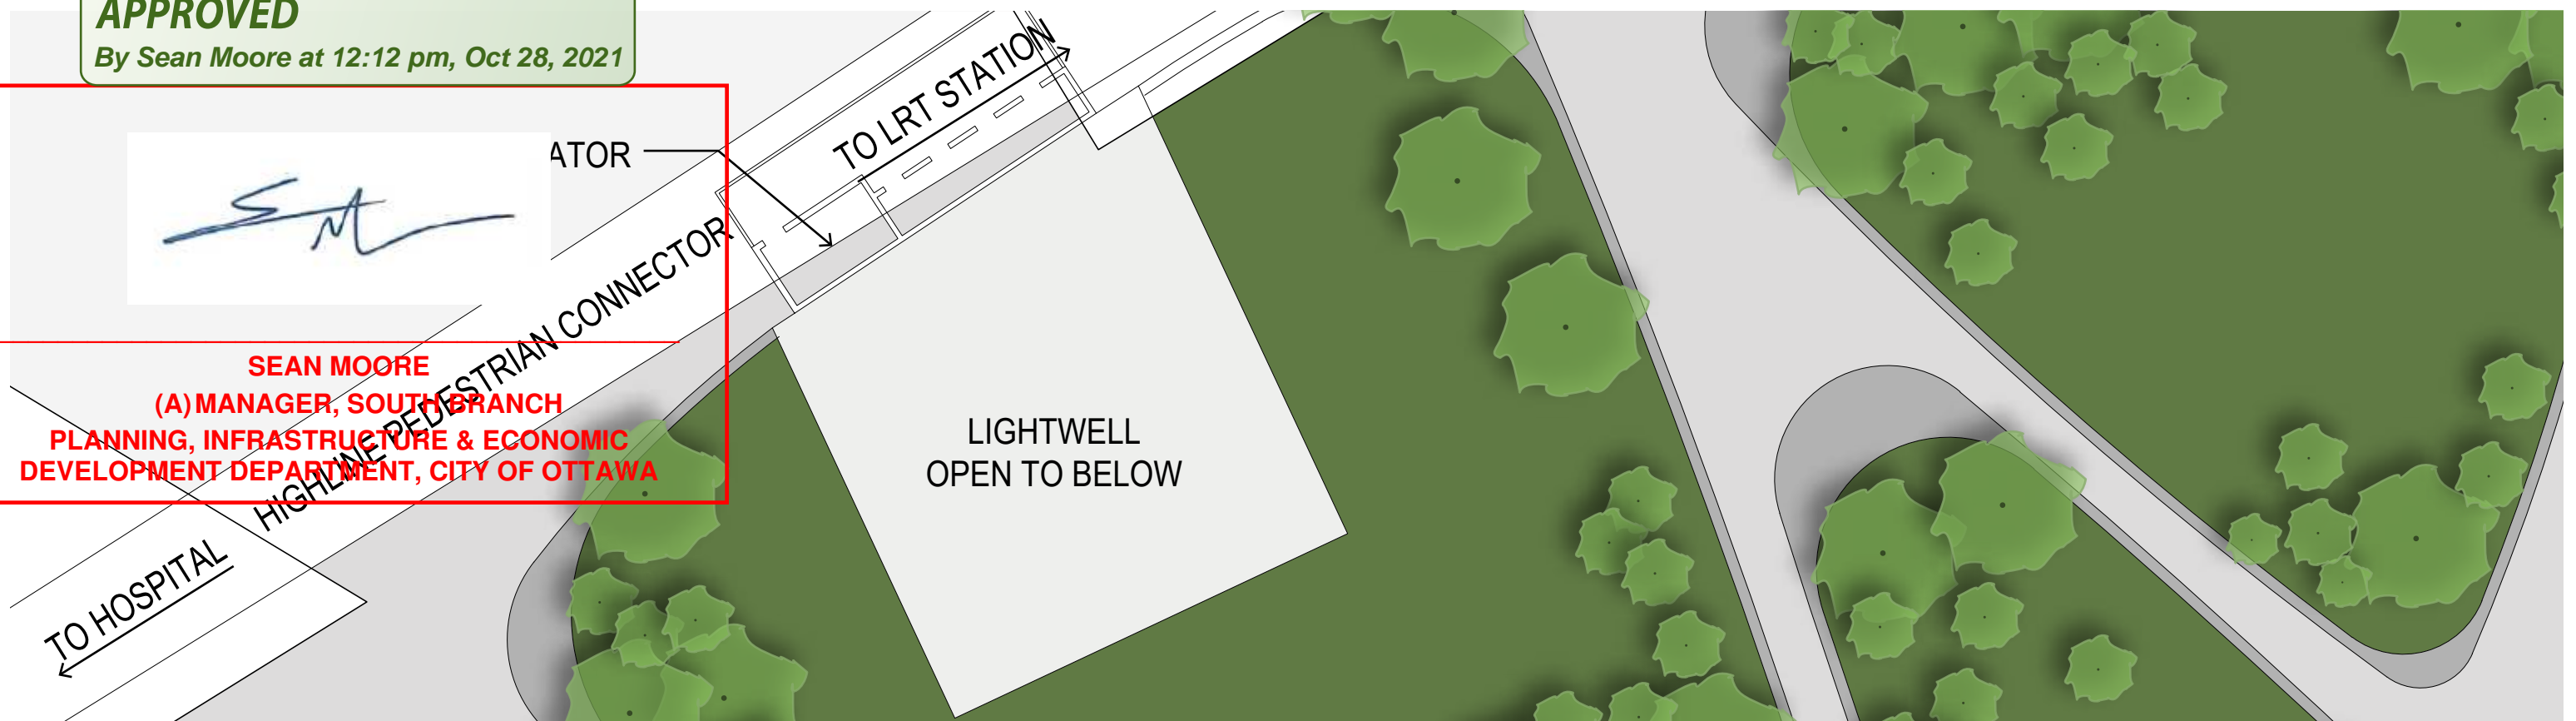 APPROVED
By Sean Moore at 12:12 pm, Oct 28, 2021
ATOR
TO LRT STATION
HIGHLINE PEDESTRIAN CONNECTOR
TO HOSPITAL
SEAN MOORE
(A) MANAGER, SOUTH BRANCH
PLANNING, INFRASTRUCTURE & ECONOMIC
DEVELOPMENT DEPARTMENT, CITY OF OTTAWA
LIGHTWELL
OPEN TO BELOW